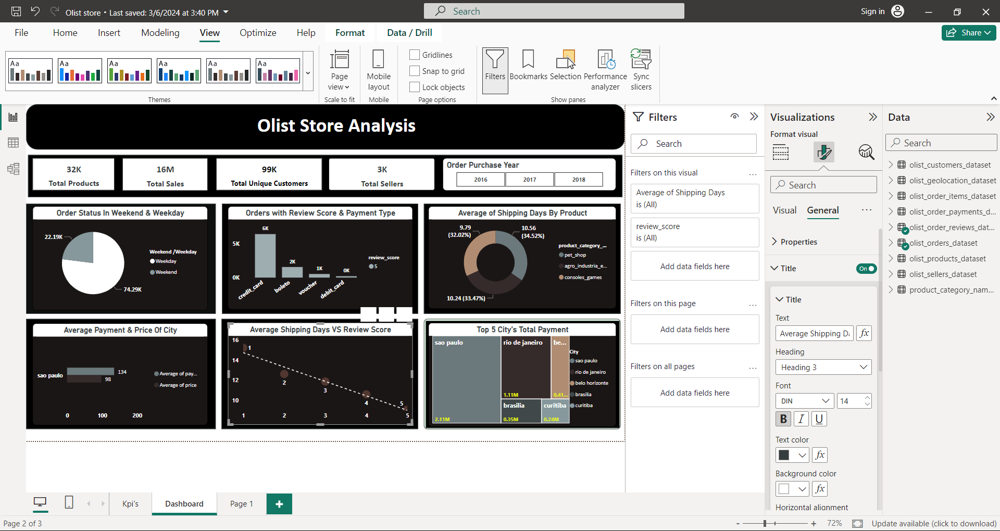 Olist store • Last saved: 3/6/2024 at 3:40 PM
Search
Sign in
File Home Insert Modeling View Optimize Help Format Data / Drill
Share
Aa Aa Aa Aa Aa Aa
Themes
Page view
Scale to fit
Mobile layout
Mobile
Gridlines
Snap to grid
Lock objects
Page options
Filters
Bookmarks
Selection
Performance analyzer
Sync slicers
Show panes
Olist Store Analysis
32K
Total Products
16M
Total Sales
99K
Total Unique Customers
3K
Total Sellers
Order Purchase Year
2016 2017 2018
Order Status In Weekend & Weekday
22.19K
74.29K
Weekend /Weekday
Weekday
Weekend
Orders with Review Score & Payment Type
6K
5K
2K
1K
0K
0K
credit_card boleto voucher debit_card
review_score
5
Average of Shipping Days By Product
9.79
(32.02%)
10.56
(34.52%)
10.24 (33.47%)
product_category_...
pet_shop
agro_industria_e...
consoles_games
Average Payment & Price Of City
sao paulo
134
98
0 100 200
Average of pay...
Average of price
Average Shipping Days VS Review Score
16
14
12
10
1
2
3
4
5
1 2 3 4 5
Top 5 City's Total Payment
sao paulo
2.11M
rio de janeiro
1.11M
be...
0.41...
brasilia
0.35M
curitiba
0.24M
City
sao paulo
rio de janeiro
belo horizonte
brasilia
curitiba
Filters
Search
Filters on this visual ...
Average of Shipping Days
is (All)
review_score
is (All)
Add data fields here
Filters on this page ...
Add data fields here
Filters on all pages ...
Add data fields here
Visualizations
Format visual
Search
Visual General ...
Properties
Title On
Title
Text
Average Shipping Da
fx
Heading
Heading 3
Font
DIN 14
B I U
Text color
fx
Background color
fx
Horizontal alignment
Data
Search
olist_customers_dataset
olist_geolocation_dataset
olist_order_items_dataset
olist_order_payments_d...
olist_order_reviews_dat...
olist_orders_dataset
olist_products_dataset
olist_sellers_dataset
product_category_nam...
Kpi's Dashboard Page 1 +
Page 2 of 3
- + 72%
Update available (click to download)